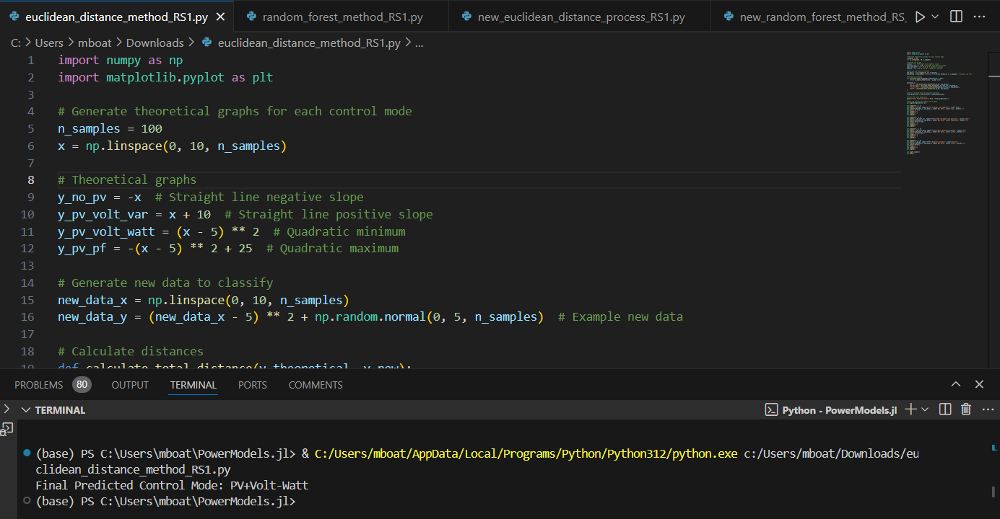 euclidean_distance_method_RS1.py
random_forest_method_RS1.py
new_euclidean_distance_process_RS1.py
new_random_forest_method_RS_
C: > Users > mboat > Downloads > euclidean_distance_method_RS1.py > ...
1 import numpy as np
2 import matplotlib.pyplot as plt
3
4 # Generate theoretical graphs for each control mode
5 n_samples = 100
6 x = np.linspace(0, 10, n_samples)
7
8 # Theoretical graphs
9 y_no_pv = -x  # Straight line negative slope
10 y_pv_volt_var = x + 10  # Straight line positive slope
11 y_pv_volt_watt = (x - 5) ** 2  # Quadratic minimum
12 y_pv_pf = -(x - 5) ** 2 + 25  # Quadratic maximum
13
14 # Generate new data to classify
15 new_data_x = np.linspace(0, 10, n_samples)
16 new_data_y = (new_data_x - 5) ** 2 + np.random.normal(0, 5, n_samples)  # Example new data
17
18 # Calculate distances
19 def calculate_total_distance(y_theoretical, y_new):
PROBLEMS 80 OUTPUT TERMINAL PORTS COMMENTS
TERMINAL
Python - PowerModels.jl
(base) PS C:\Users\mboat\PowerModels.jl> & C:/Users/mboat/AppData/Local/Programs/Python/Python312/python.exe c:/Users/mboat/Downloads/eu
clidean_distance_method_RS1.py
Final Predicted Control Mode: PV+Volt-Watt
(base) PS C:\Users\mboat\PowerModels.jl>